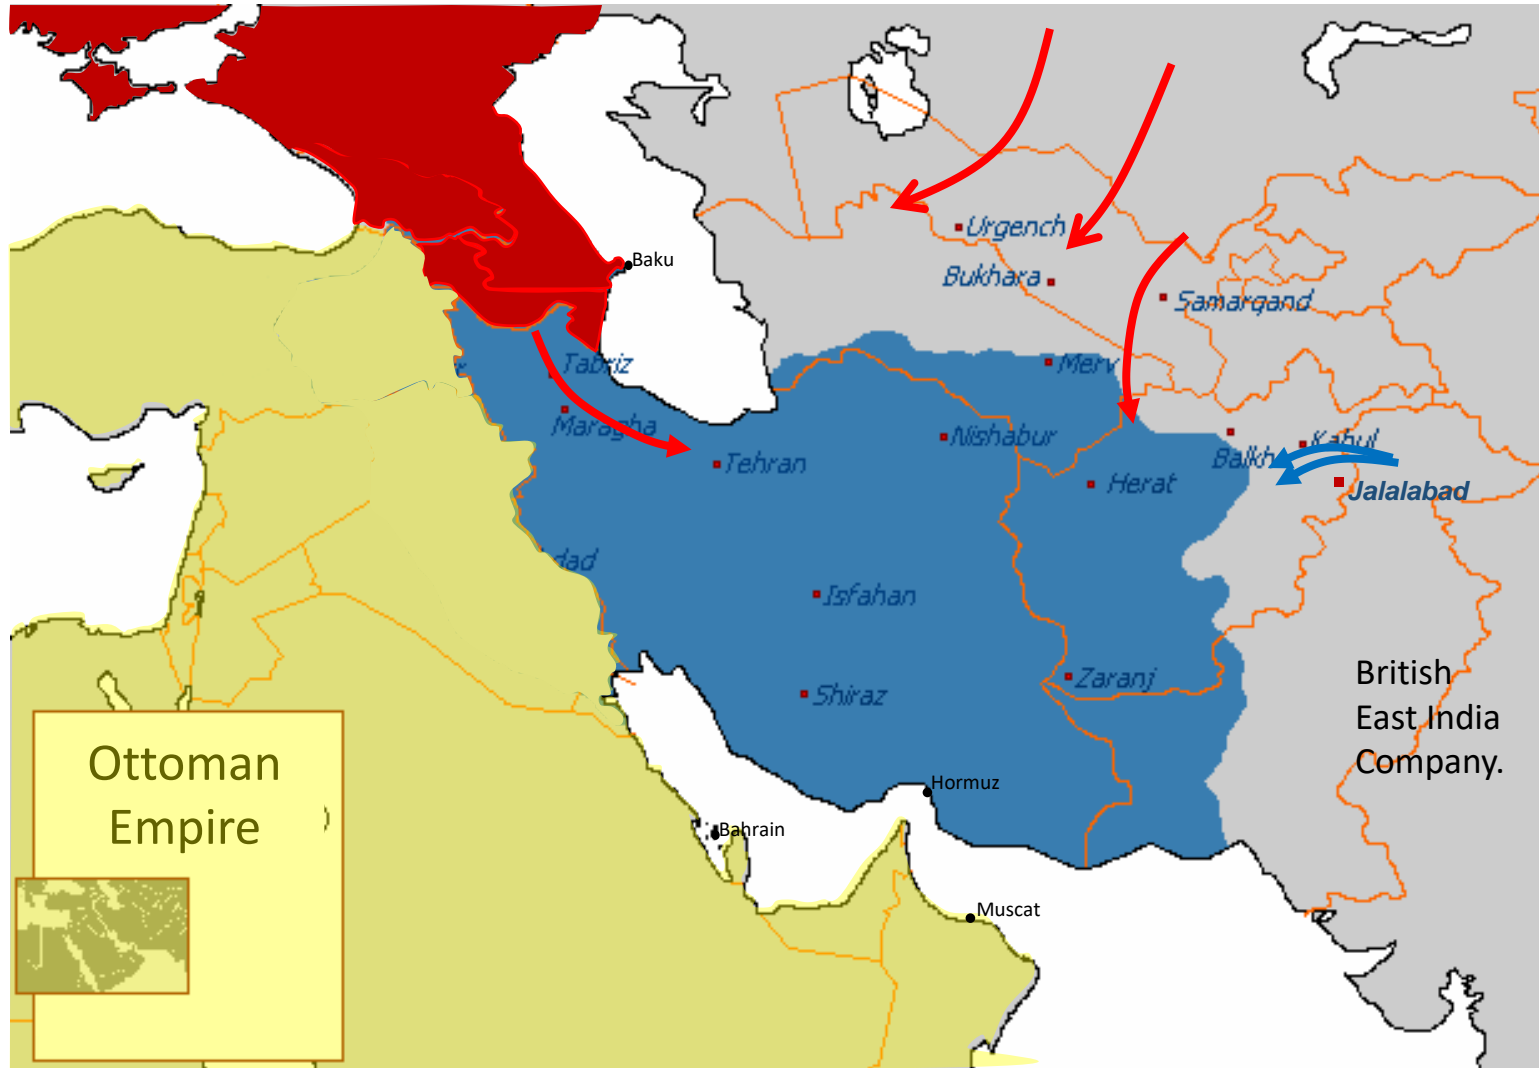 Urgench
Baku
Bukhara
Samarqand
Tabriz
Merv
Maragha
Nishabur
Kabul
Balkh
Tehran
Herat
Jalalabad
dad
Isfahan
Zaranj
Shiraz
British
East India
Company.
Ottoman
Empire
Hormuz
Bahrain
Muscat